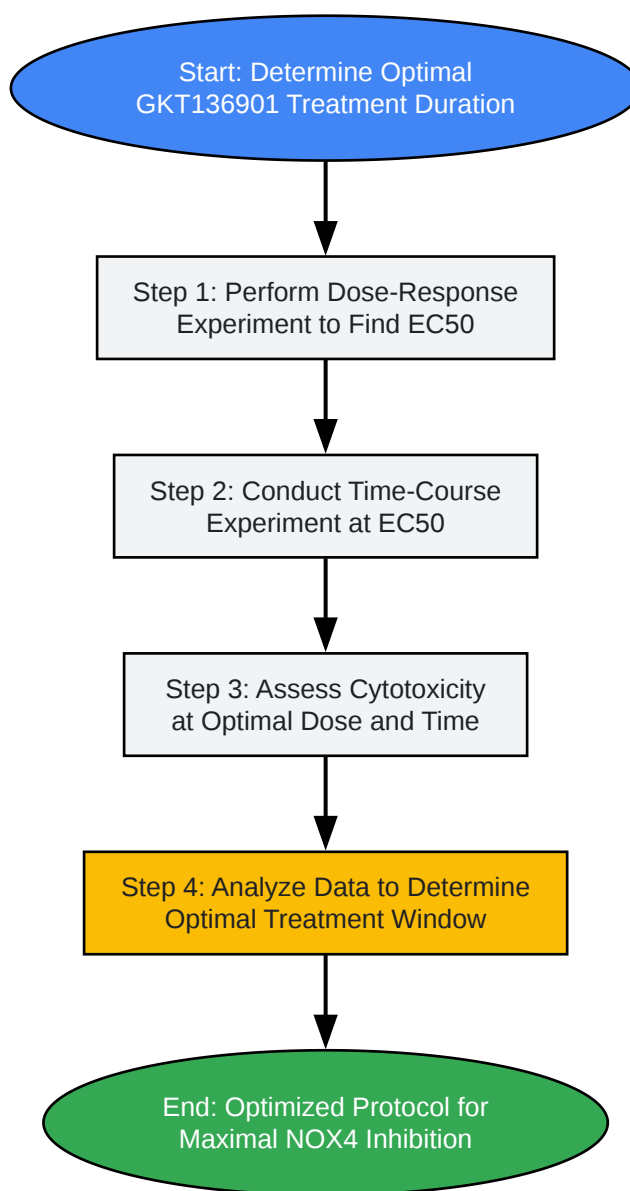 Start: Determine Optimal
GKT136901 Treatment Duration
Step 1: Perform Dose-Response
Experiment to Find EC50
Step 2: Conduct Time-Course
Experiment at EC50
Step 3: Assess Cytotoxicity
at Optimal Dose and Time
Step 4: Analyze Data to Determine
Optimal Treatment Window
End: Optimized Protocol for
Maximal NOX4 Inhibition